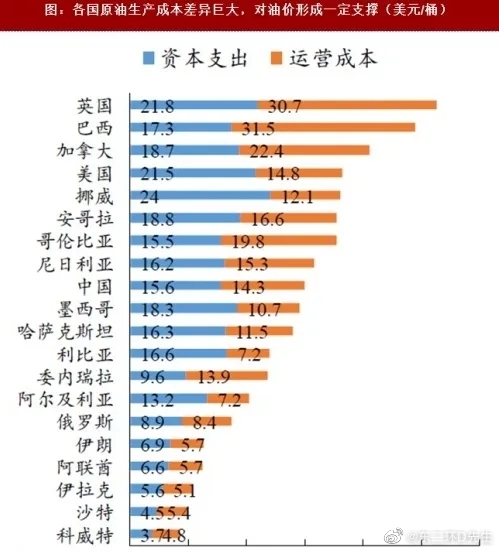 图：各国原油生产成本差异巨大，对油价形成一定支撑（美元/桶）
资本支出 运营成本
英国 21.8 30.7
巴西 17.3 31.5
加拿大 18.7 22.4
美国 21.5 14.8
挪威 24 12.1
安哥拉 18.8 16.6
哥伦比亚 15.5 19.8
尼日利亚 16.2 15.3
中国 15.6 14.3
墨西哥 18.3 10.7
哈萨克斯坦 16.3 11.5
利比亚 16.6 7.2
委内瑞拉 9.6 13.9
阿尔及利亚 13.2 7.2
俄罗斯 8.9 8.4
伊朗 6.9 5.7
阿联酋 6.6 5.7
伊拉克 5.6 5.1
沙特 4.5 5.4
科威特 3.7 4.8
@东三环D先生